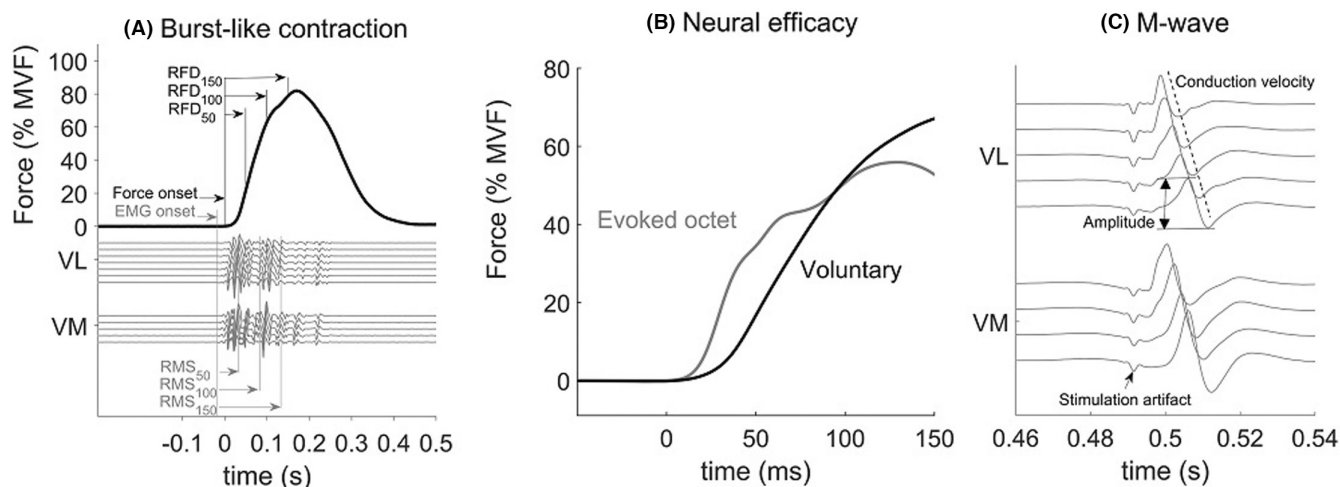 (A) Burst-like contraction
Force (% MVF)
100
80
60
40
20
0
RFD150
RFD100
RFD50
Force onset
EMG onset
VL
VM
RMS50
RMS100
RMS150
-0.1 0 0.1 0.2 0.3 0.4 0.5
time (s)
(B) Neural efficacy
Force (% MVF)
80
60
40
20
0
Evoked octet
Voluntary
0 50 100 150
time (ms)
(C) M-wave
Conduction velocity
VL
Amplitude
VM
Stimulation artifact
0.46 0.48 0.5 0.52 0.54
time (s)